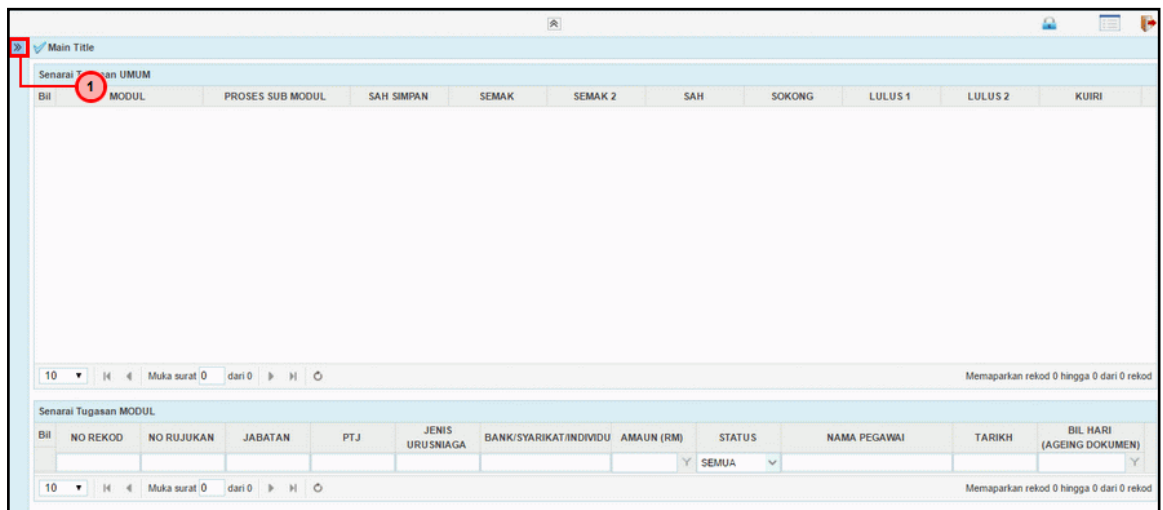 Main Title
Senarai Tugasan UMUM
1
Bil MODUL PROSES SUB MODUL SAH SIMPAN SEMAK SEMAK 2 SAH SOKONG LULUS 1 LULUS 2 KUIRI
10 Muka surat 0 dari 0 Memaparkan rekod 0 hingga 0 dari 0 rekod
Senarai Tugasan MODUL
Bil NO REKOD NO RUJUKAN JABATAN PTJ JENIS URUSNIAGA BANK/SYARIKAT/INDIVIDU AMAUN (RM) STATUS NAMA PEGAWAI TARIKH BIL HARI (AGEING DOKUMEN)
SEMUA
10 Muka surat 0 dari 0 Memaparkan rekod 0 hingga 0 dari 0 rekod